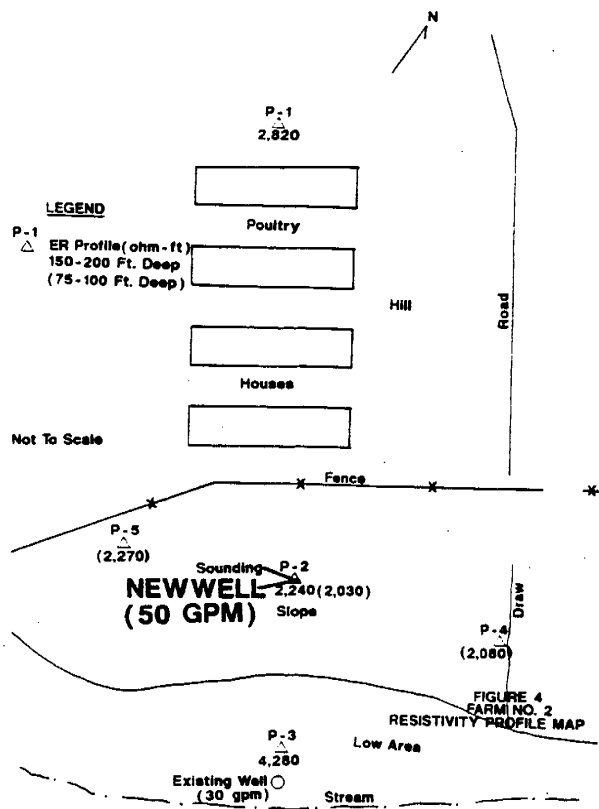 N
P-1
2,820
LEGEND
P-1
ER Profile(ohm-ft)
150-200 Ft. Deep
(75-100 Ft. Deep)
Poultry
Hill
Road
Houses
Not To Scale
Fence
P-5
(2,270)
Sounding
P-2
NEW WELL
2,240(2,030)
(50 GPM)
Slope
Draw
P-4
(2,080)
FIGURE 4
FARM NO. 2
RESISTIVITY PROFILE MAP
P-3
4,280
Low Area
Existing Well
(30 gpm)
Stream